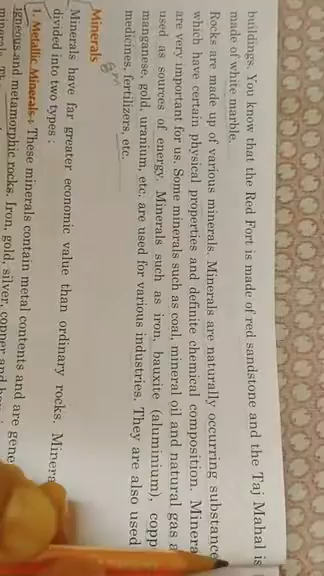 buildings. You know that the Red Fort is made of red sandstone and the Taj Mahal is
made of white marble.
Rocks are made up of various minerals. Minerals are naturally occurring substance
which have certain physical properties and definite chemical composition. Minera
are very important for us. Some minerals such as coal, mineral oil and natural gas a
used as sources of energy. Minerals such as iron, bauxite (aluminium), copp
manganese, gold, uranium, etc. are used for various industries. They are also used
medicines, fertilizers, etc.
Minerals
Minerals have far greater economic value than ordinary rocks. Minera
divided into two types :
1. Metallic Minerals : These minerals contain metal contents and are gene
igneous and metamorphic rocks. Iron, gold, silver, copper and